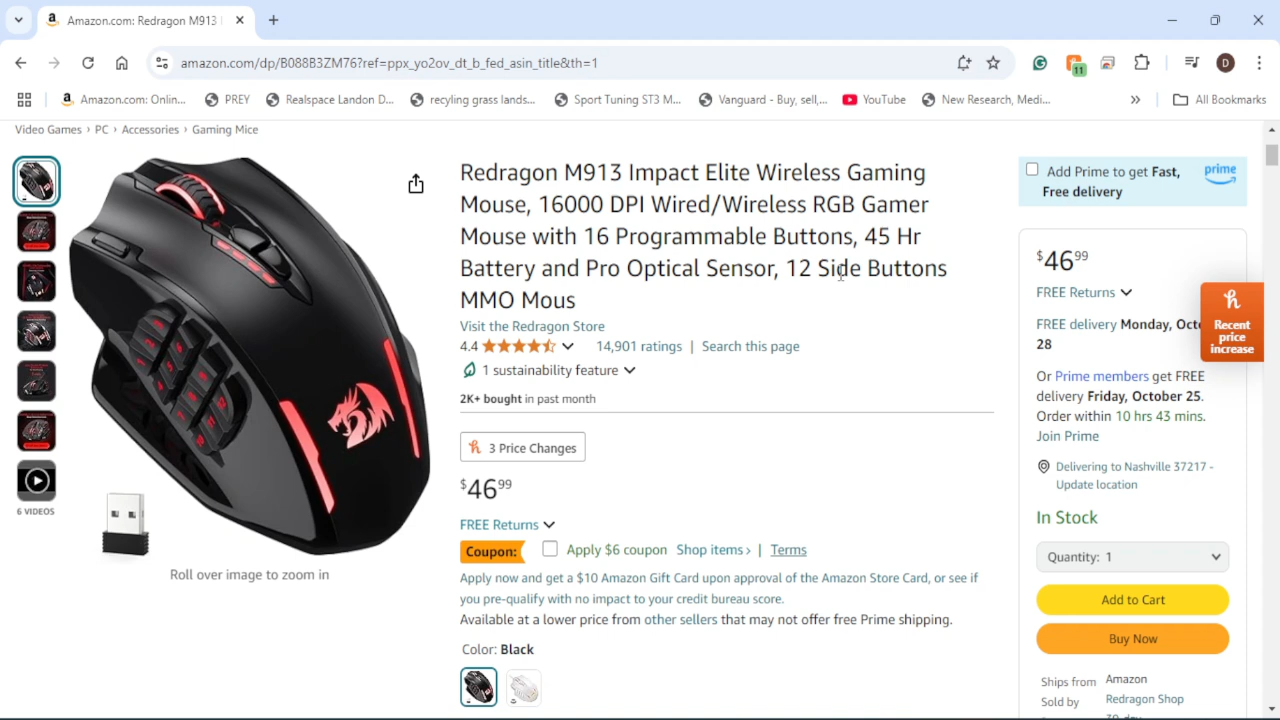 Amazon.com: Redragon M913
amazon.com/dp/B088B3ZM76?ref=ppx_yo2ov_dt_b_fed_asin_title&th=1
11
D
Amazon.com: Onlin...
PREY
Realspace Landon D...
recyling grass lands...
Sport Tuning ST3 M...
Vanguard - Buy, sell,...
YouTube
New Research, Medi...
All Bookmarks
Video Games › PC › Accessories › Gaming Mice
Redragon M913 Impact Elite Wireless Gaming
Mouse, 16000 DPI Wired/Wireless RGB Gamer
Mouse with 16 Programmable Buttons, 45 Hr
Battery and Pro Optical Sensor, 12 Side Buttons
MMO Mous
Visit the Redragon Store
4.4
14,901 ratings | Search this page
1 sustainability feature
2K+ bought in past month
3 Price Changes
$46.99
FREE Returns
Coupon: Apply $6 coupon Shop items › | Terms
Apply now and get a $10 Amazon Gift Card upon approval of the Amazon Store Card, or see if
you pre-qualify with no impact to your credit bureau score.
Available at a lower price from other sellers that may not offer free Prime shipping.
Color: Black
6 VIDEOS
Roll over image to zoom in
Add Prime to get Fast,
Free delivery
prime
$46.99
FREE Returns
FREE delivery Monday, Octo
28
Or Prime members get FREE
delivery Friday, October 25.
Order within 10 hrs 43 mins.
Join Prime
Delivering to Nashville 37217 -
Update location
In Stock
Quantity: 1
Add to Cart
Buy Now
Ships from Amazon
Sold by Redragon Shop
Recent
price
increase